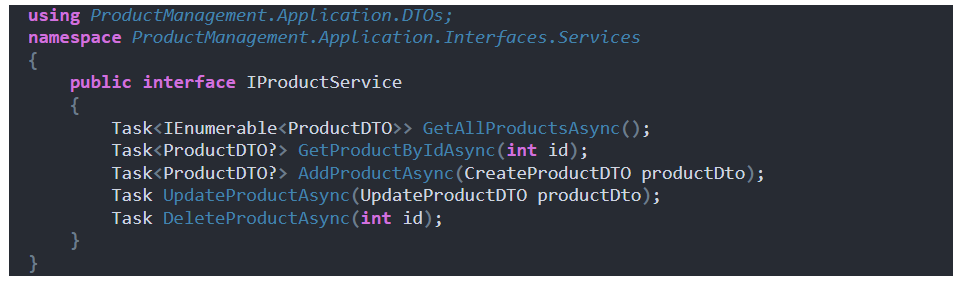 using ProductManagement.Application.DTOs;
namespace ProductManagement.Application.Interfaces.Services
{
    public interface IProductService
    {
        Task<IEnumerable<ProductDTO>> GetAllProductsAsync();
        Task<ProductDTO?> GetProductByIdAsync(int id);
        Task<ProductDTO?> AddProductAsync(CreateProductDTO productDto);
        Task UpdateProductAsync(UpdateProductDTO productDto);
        Task DeleteProductAsync(int id);
    }
}